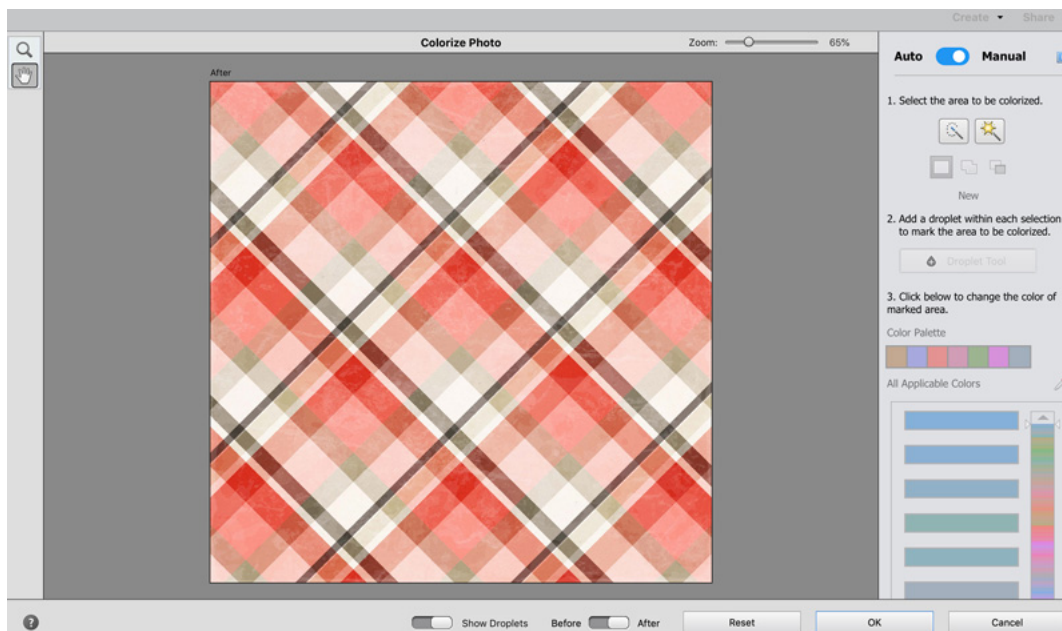 Create Share
Colorize Photo
Zoom: 65%
After
Auto Manual
1. Select the area to be colorized.
New
2. Add a droplet within each selection
to mark the area to be colorized.
Droplet Tool
3. Click below to change the color of
marked area.
Color Palette
All Applicable Colors
? Show Droplets Before After Reset OK Cancel